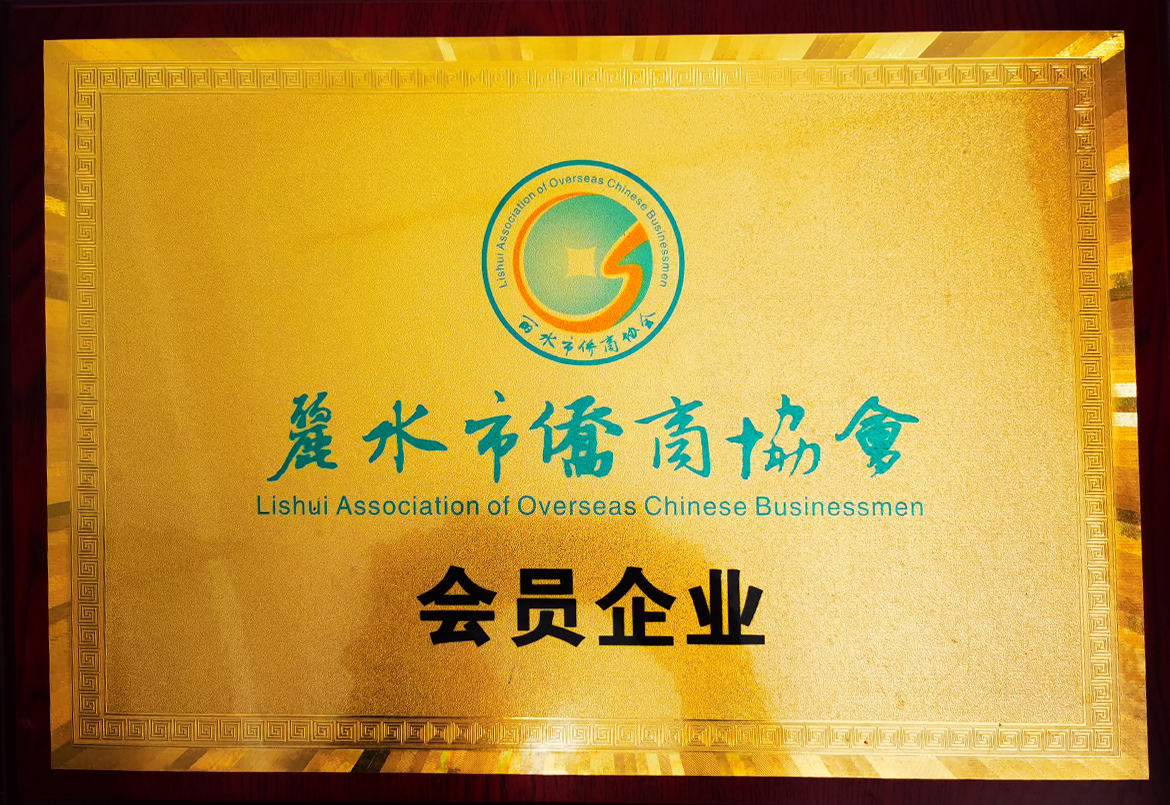 Lishui Association of Overseas Chinese Businessmen
丽水市侨商协会
麗水市僑商協會
Lishui Association of Overseas Chinese Businessmen
会员企业